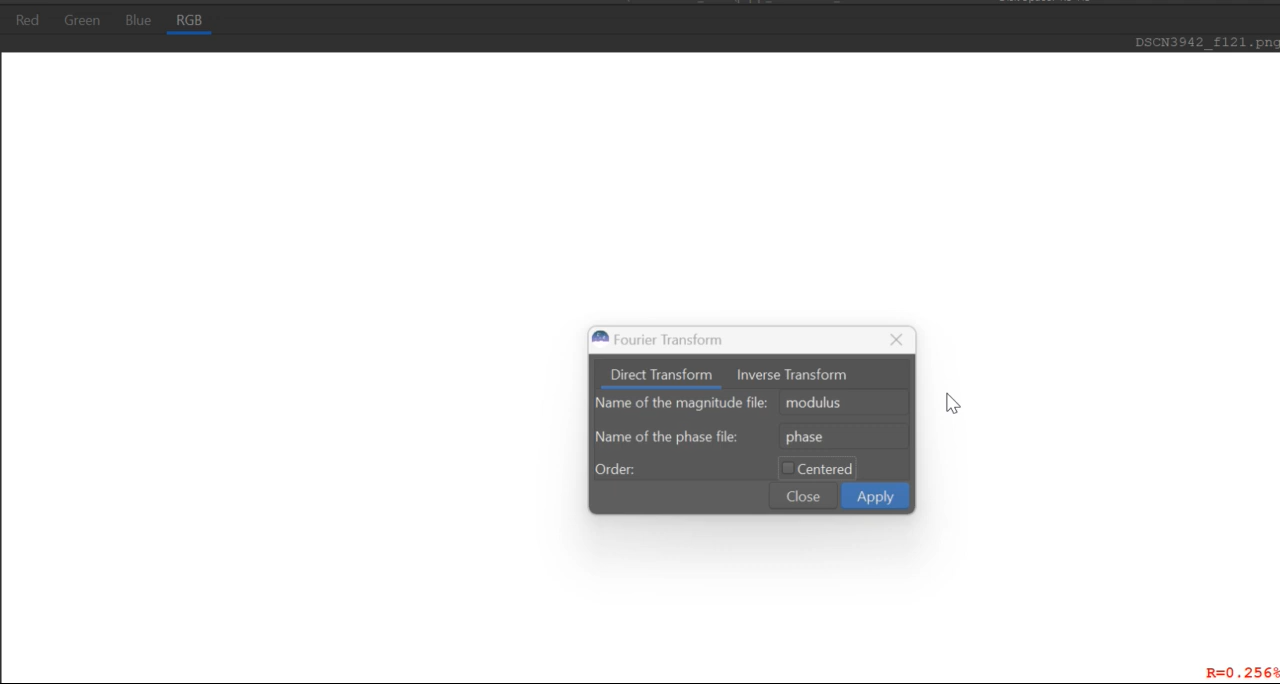 Red Green Blue RGB
DSCN3942_f121.png
Fourier Transform
Direct Transform Inverse Transform
Name of the magnitude file: modulus
Name of the phase file: phase
Order: Centered
Close Apply
R=0.256%